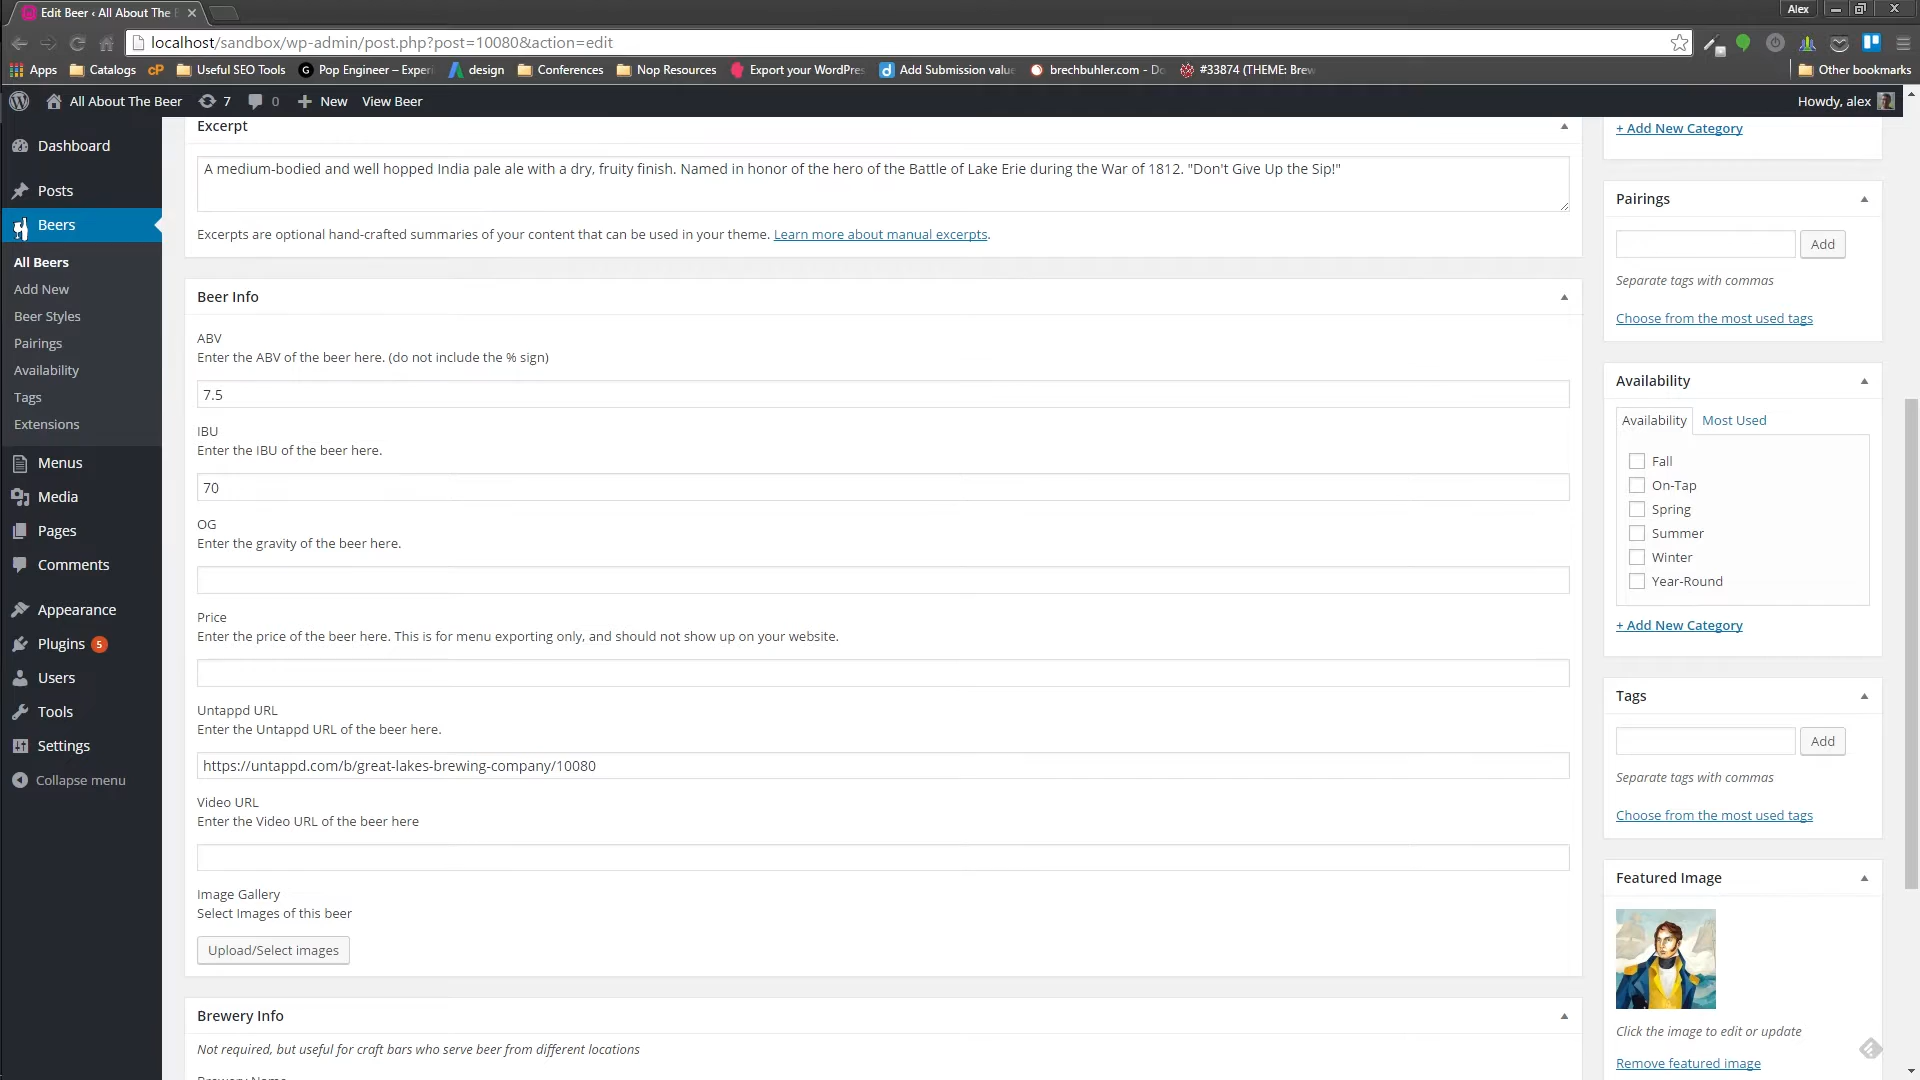 Edit Beer ‹ All About The B
Alex
localhost/sandbox/wp-admin/post.php?post=10080&action=edit
Apps
Catalogs
cP
Useful SEO Tools
Pop Engineer – Experi
design
Conferences
Nop Resources
Export your WordPres
Add Submission value
brechbuhler.com - Do
#33874 (THEME: Brew
Other bookmarks
All About The Beer
7
0
New
View Beer
Howdy, alex
Dashboard
Posts
Beers
All Beers
Add New
Beer Styles
Pairings
Availability
Tags
Extensions
Menus
Media
Pages
Comments
Appearance
Plugins 5
Users
Tools
Settings
Collapse menu
Excerpt
A medium-bodied and well hopped India pale ale with a dry, fruity finish. Named in honor of the hero of the Battle of Lake Erie during the War of 1812. "Don't Give Up the Sip!"
Excerpts are optional hand-crafted summaries of your content that can be used in your theme. Learn more about manual excerpts.
Beer Info
ABV
Enter the ABV of the beer here. (do not include the % sign)
7.5
IBU
Enter the IBU of the beer here.
70
OG
Enter the gravity of the beer here.
Price
Enter the price of the beer here. This is for menu exporting only, and should not show up on your website.
Untappd URL
Enter the Untappd URL of the beer here.
https://untappd.com/b/great-lakes-brewing-company/10080
Video URL
Enter the Video URL of the beer here
Image Gallery
Select Images of this beer
Upload/Select images
Brewery Info
Not required, but useful for craft bars who serve beer from different locations
Brewery Name
+ Add New Category
Pairings
Add
Separate tags with commas
Choose from the most used tags
Availability
Availability
Most Used
Fall
On-Tap
Spring
Summer
Winter
Year-Round
+ Add New Category
Tags
Add
Separate tags with commas
Choose from the most used tags
Featured Image
Click the image to edit or update
Remove featured image